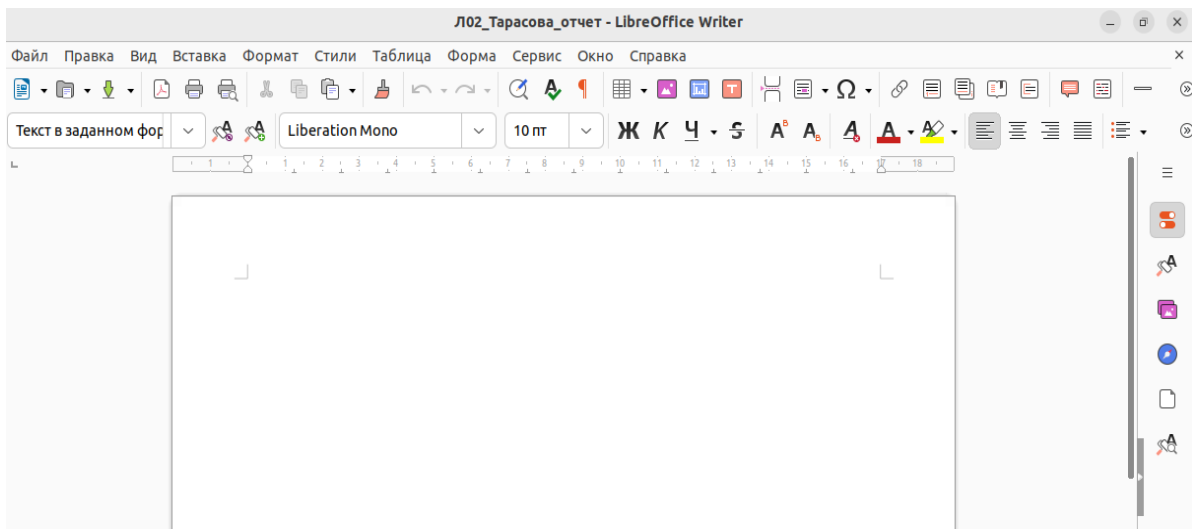 Л02_Тарасова_отчет - LibreOffice Writer
Файл Правка Вид Вставка Формат Стили Таблица Форма Сервис Окно Справка
Текст в заданном фор Liberation Mono 10 пт Ж К Ч S A^B A_B A A
1 1 2 3 4 5 6 7 8 9 10 11 12 13 14 15 16 17 18